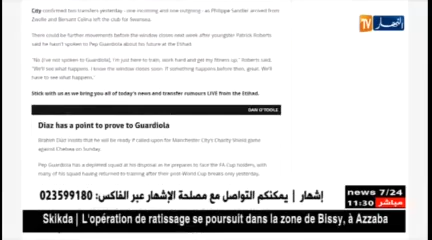 City confirmed two transfers yesterday - one incoming and one outgoing - as Philippe Sandler arrived from
Zwolle and Bersant Celina left the club for Swansea.
There could be further movements before the window closes next week after youngster Patrick Roberts
said he hasn't spoken to Pep Guardiola about his future at the Etihad.
"No [I've not spoken to Guardiola], I'm just here to train, work hard and get my fitness up," Roberts said.
"We'll see what happens. I know the window closes soon. If something happens before then, great. We'll
have to see what happens."
Stick with us as we bring you all of today's news and transfer rumours LIVE from the Etihad.
DAN O'TOOLE
Diaz has a point to prove to Guardiola
Brahim Diaz insists that he will be ready if called upon for Manchester City's Charity Shield game
against Chelsea on Sunday.
Pep Guardiola has a depleted squad at his disposal as he prepares to face the FA Cup holders, with
many of his squad having returned to training after their post-World Cup breaks only yesterday.
TV
النهار
إشهار | يمكنكم التواصل مع مصلحة الإشهار عبر الفاكس: 023599180
news 7/24
11:30 مباشر
Skikda | L'opération de ratissage se poursuit dans la zone de Bissy, à Azzaba